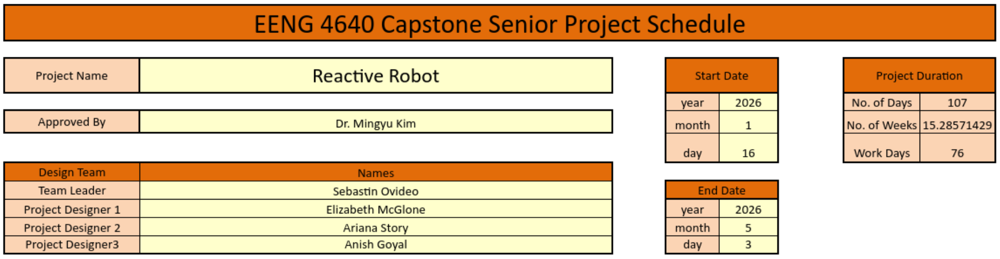 EENG 4640 Capstone Senior Project Schedule
Project Name Reactive Robot
Approved By Dr. Mingyu Kim
Design Team Names
Team Leader Sebastin Ovideo
Project Designer 1 Elizabeth McGlone
Project Designer 2 Ariana Story
Project Designer3 Anish Goyal
Start Date
year 2026
month 1
day 16
End Date
year 2026
month 5
day 3
Project Duration
No. of Days 107
No. of Weeks 15.28571429
Work Days 76